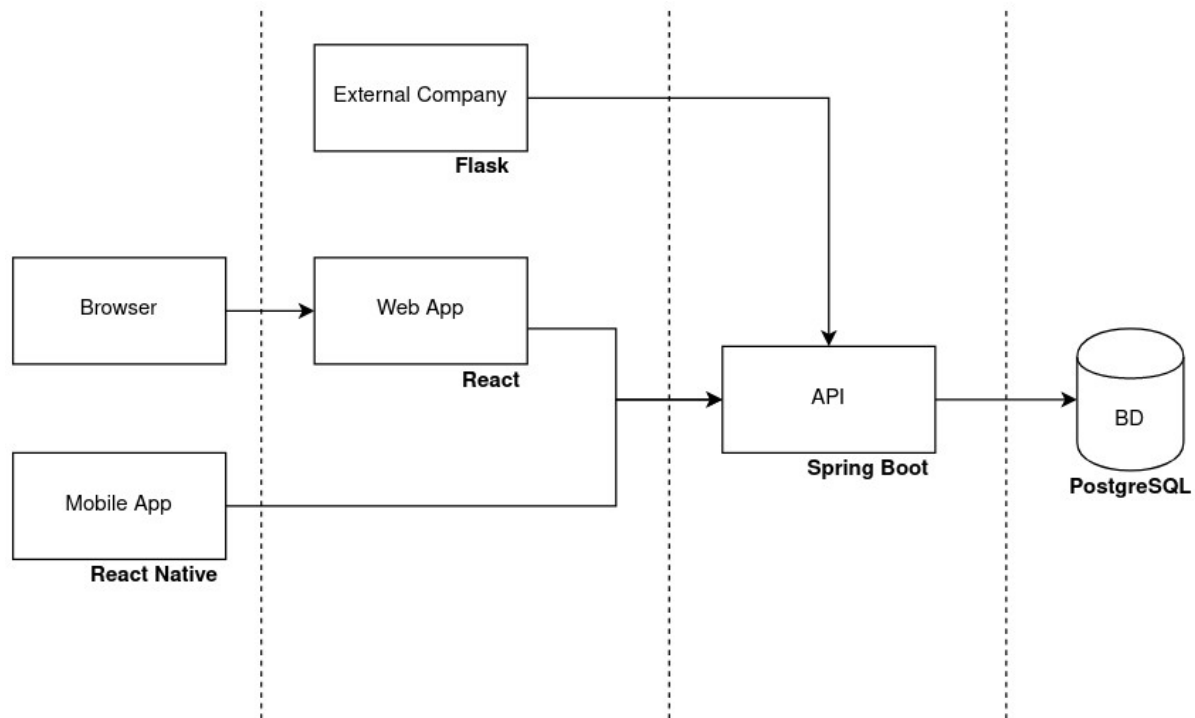 External Company
Flask
Browser
Web App
React
API
Spring Boot
BD
PostgreSQL
Mobile App
React Native